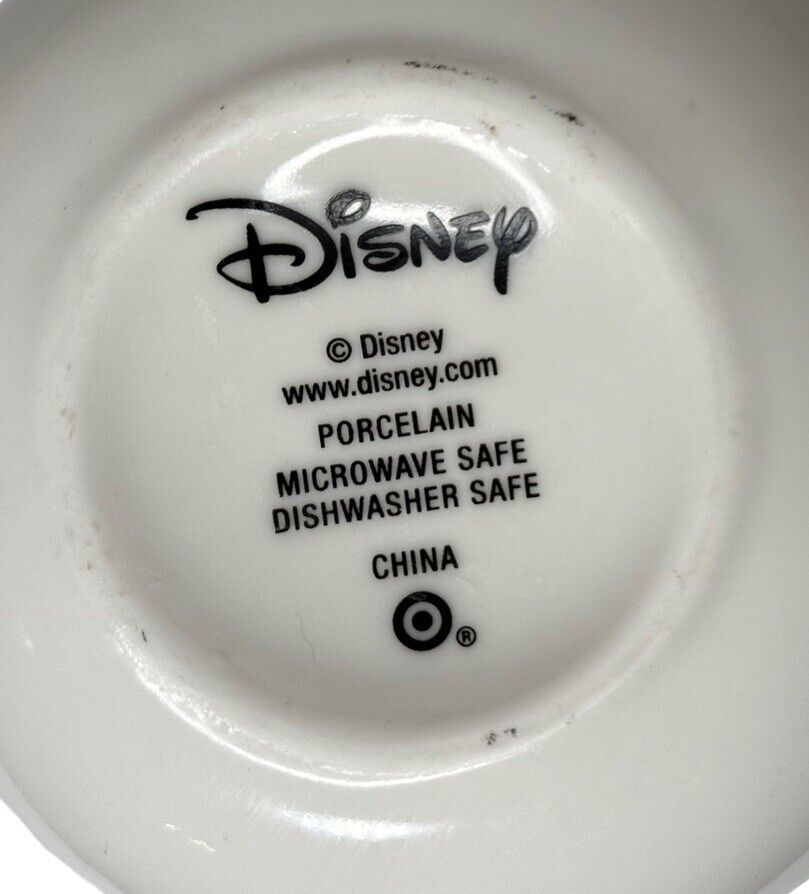 Disney
© Disney
www.disney.com
PORCELAIN
MICROWAVE SAFE
DISHWASHER SAFE
CHINA
®